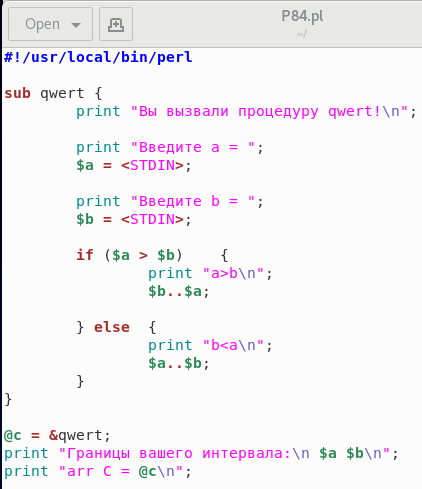 Open
P84.pl
~/
#!/usr/local/bin/perl
sub qwert {
print "Вы вызвали процедуру qwert!\n";
print "Введите a = ";
$a = <STDIN>;
print "Введите b = ";
$b = <STDIN>;
if ($a > $b)    {
print "a>b\n";
$b..$a;
} else  {
print "b<a\n";
$a..$b;
}
}
@c = &qwert;
print "Границы вашего интервала:\n $a $b\n";
print "arr C = @c\n";